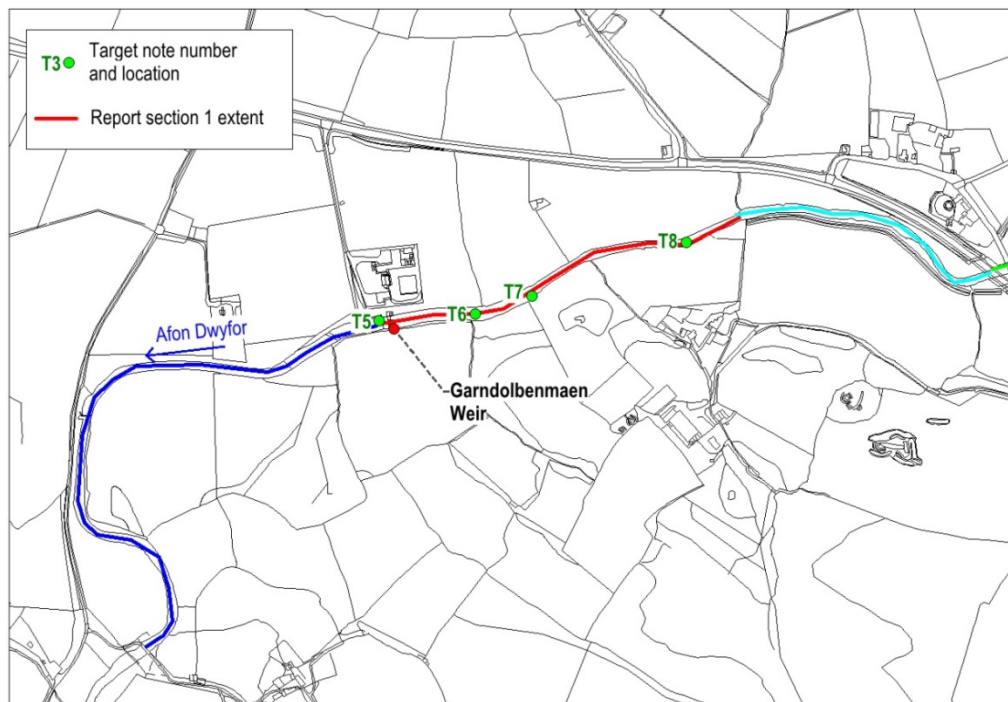 T3
Target note number
and location
Report section 1 extent
T8
T7
T6
T5
Afon Dwyfor
Garndolbenmaen
Weir